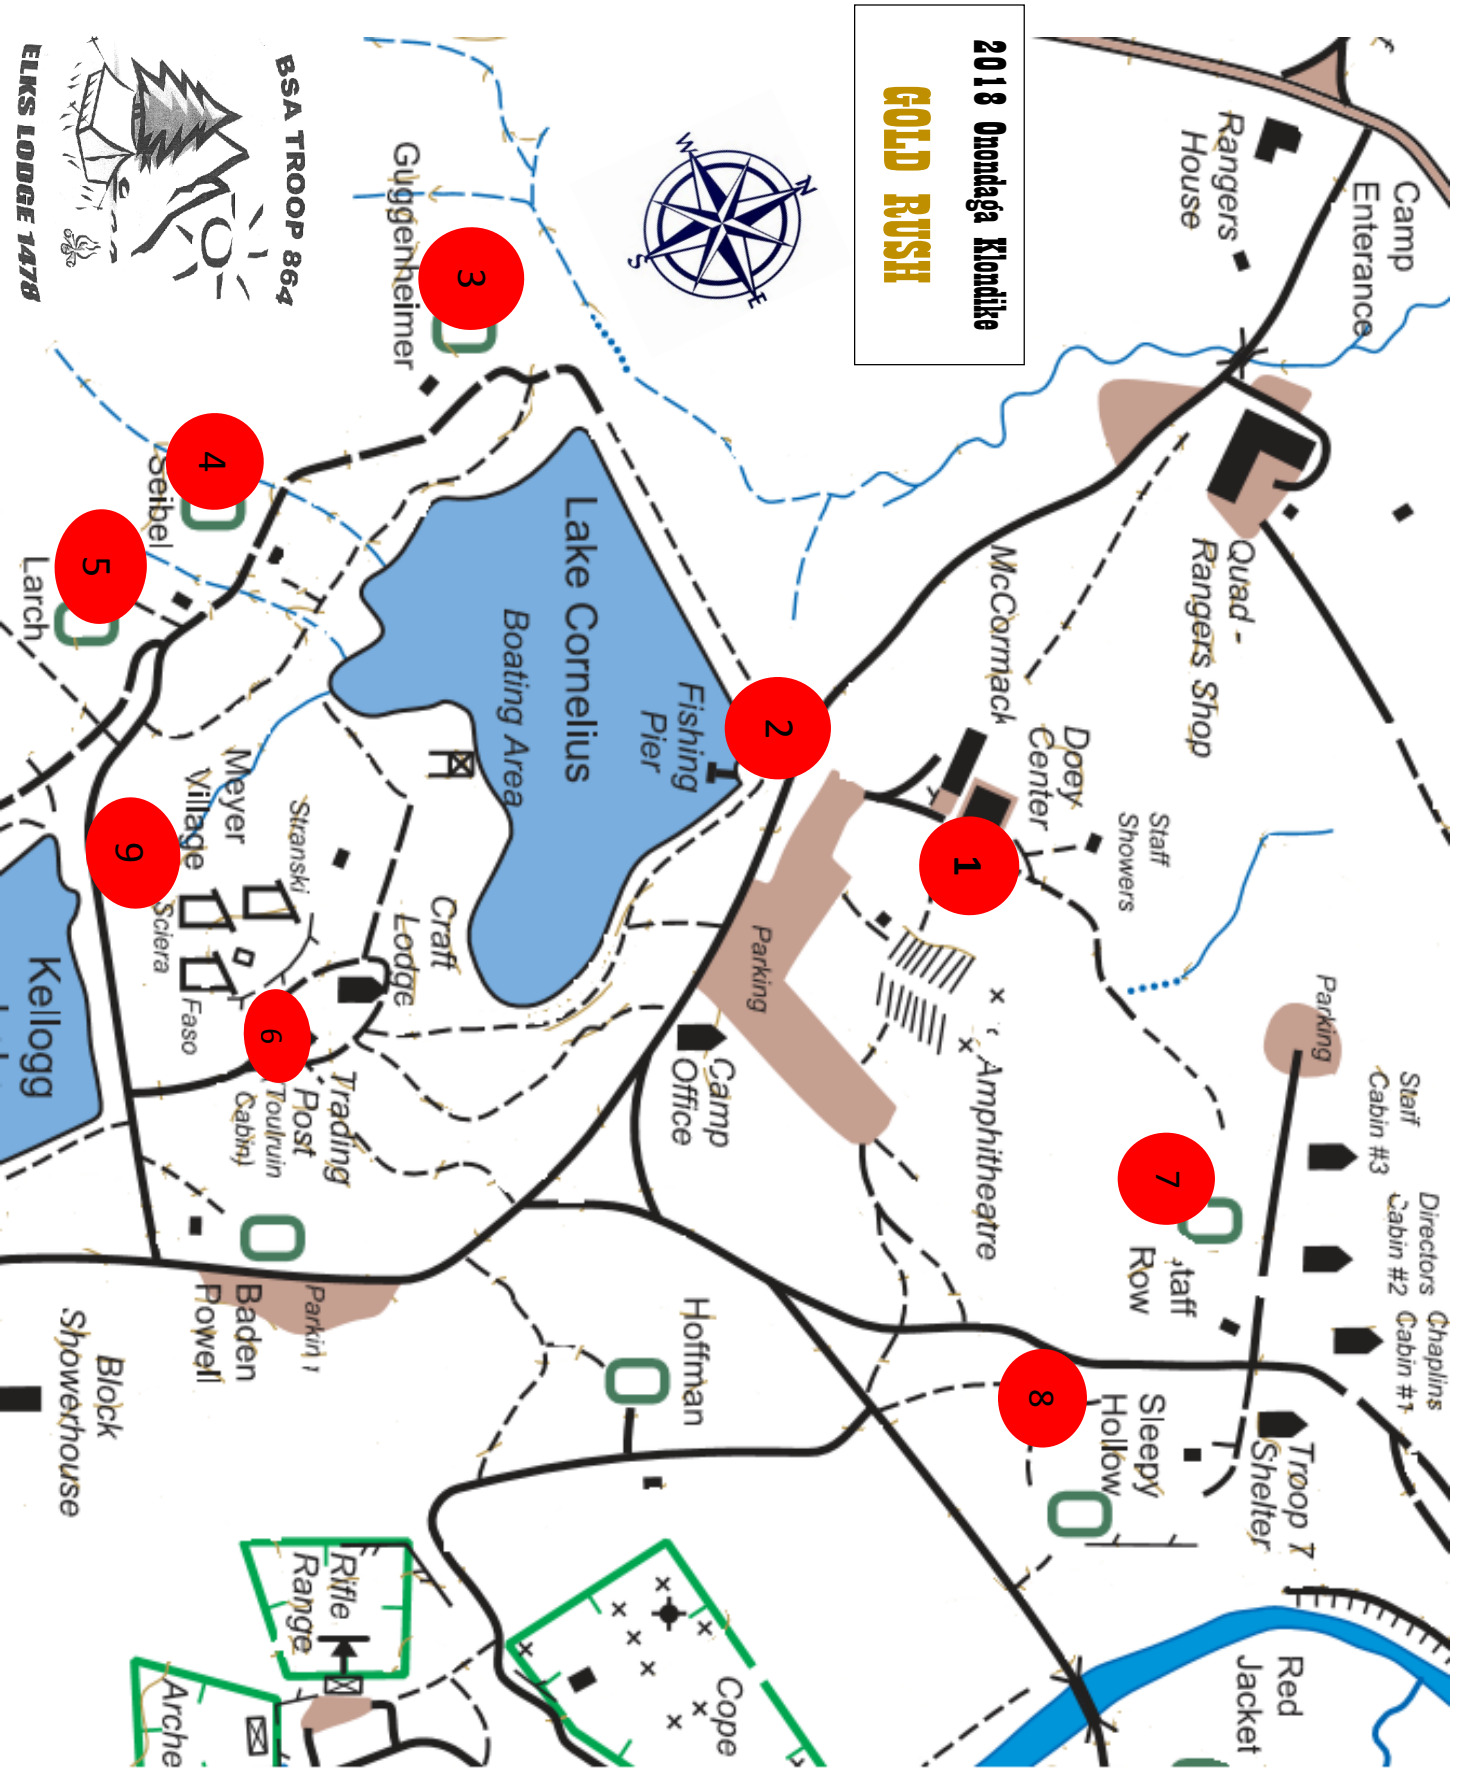 2018 Onondaga Klondike
GOLD RUSH
Camp
Enterance
Rangers
House
BSA TROOP 864
ELKS LODGE 1478
N
E
S
W
Guggenheimer
3
4
Seibel
5
Larch
Quad -
Rangers Shop
McCormack
Lake Cornelius
Boating Area
Fishing
Pier
2
Doey
Center
Staff
Showers
1
Parking
Parking
Meyer
Village
Stranski
Sciera
Faso
9
Craft
Lodge
6
Kellogg
Trading
Post
Toulruin
Cabin)
Camp
Office
Amphitheatre
7
Staff
Cabin #3
Directors
Cabin #2
Chaplins
Cabin #1
taff
Row
Baden
Powell
Parkin
Hoffman
8
Sleepy
Hollow
Troop 7
Shelter
Block
Showerhouse
Rifle
Range
Arche
Cope
Red
Jacket